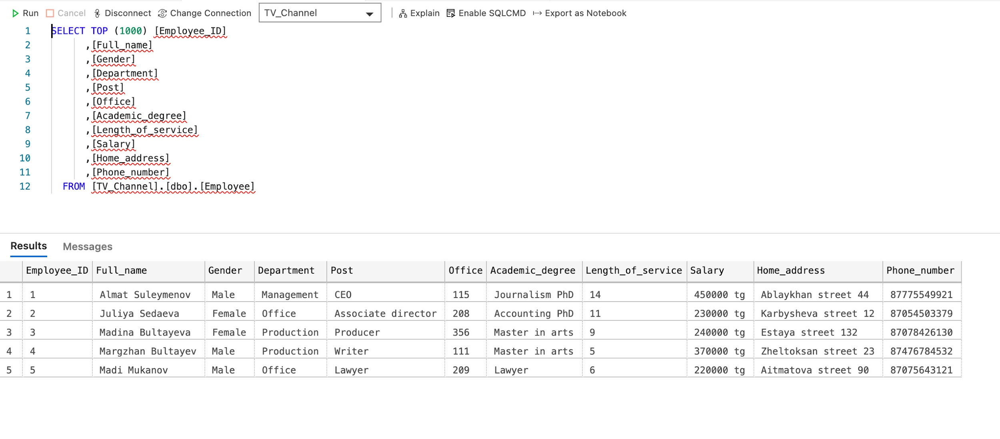 Run Cancel Disconnect Change Connection TV_Channel Explain Enable SQLCMD Export as Notebook
1 SELECT TOP (1000) [Employee_ID]
2 ,[Full_name]
3 ,[Gender]
4 ,[Department]
5 ,[Post]
6 ,[Office]
7 ,[Academic_degree]
8 ,[Length_of_service]
9 ,[Salary]
10 ,[Home_address]
11 ,[Phone_number]
12 FROM [TV_Channel].[dbo].[Employee]
Results Messages
Employee_ID Full_name Gender Department Post Office Academic_degree Length_of_service Salary Home_address Phone_number
1 1 Almat Suleymenov Male Management CEO 115 Journalism PhD 14 450000 tg Ablaykhan street 44 87775549921
2 2 Juliya Sedaeva Female Office Associate director 208 Accounting PhD 11 230000 tg Karbysheva street 12 87054503379
3 3 Madina Bultayeva Female Production Producer 356 Master in arts 9 240000 tg Estaya street 132 87078426130
4 4 Margzhan Bultayev Male Production Writer 111 Master in arts 5 370000 tg Zheltoksan street 23 87476784532
5 5 Madi Mukanov Male Office Lawyer 209 Lawyer 6 220000 tg Aitmatova street 90 87075643121